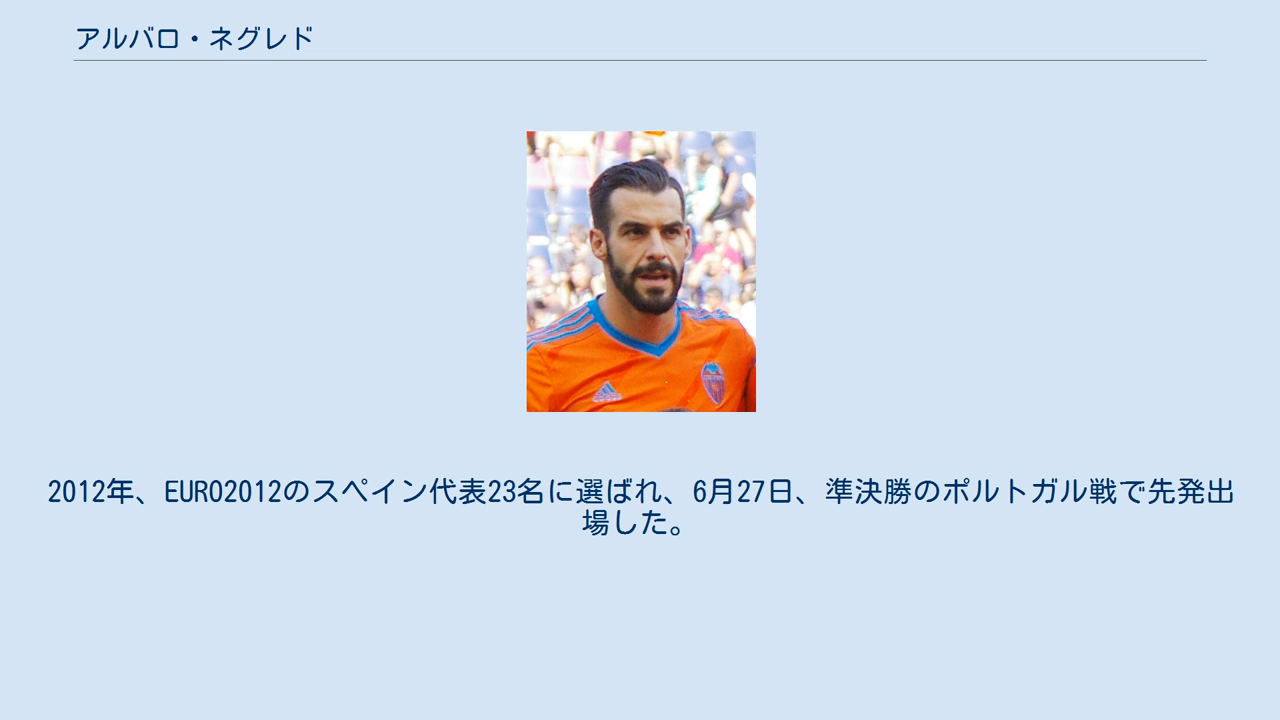 アルバロ・ネグレド
2012年、EURO2012のスペイン代表23名に選ばれ、6月27日、準決勝のポルトガル戦で先発出
場した。